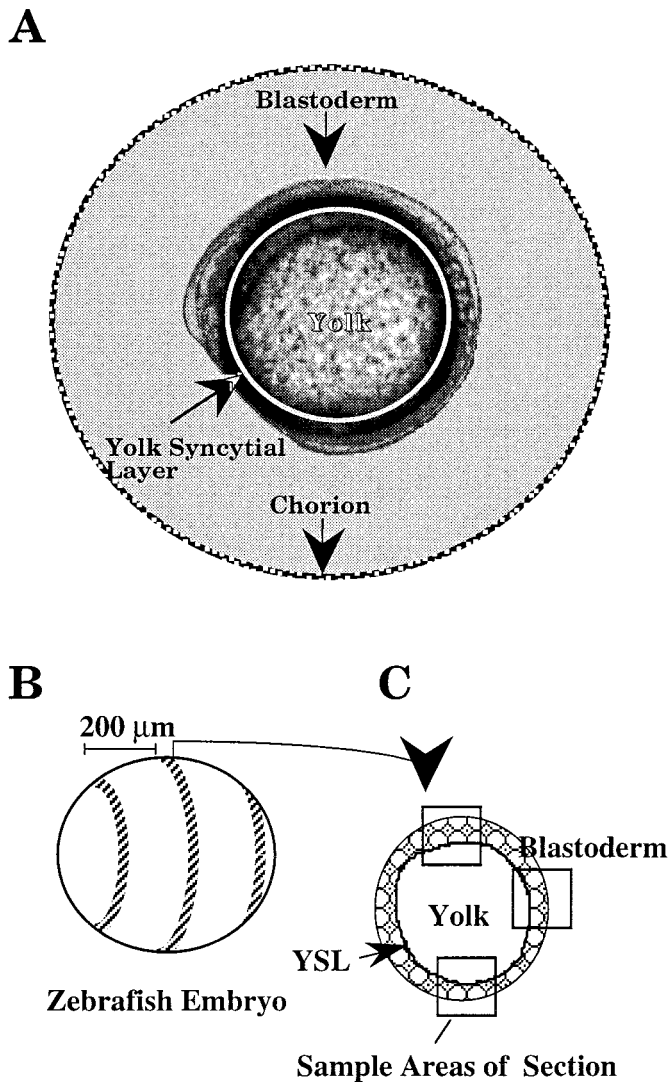 A
Blastoderm
Yolk
Yolk Syncytial
Layer
Chorion
B
C
200 μm
Blastoderm
Yolk
YSL
Zebrafish Embryo
Sample Areas of Section